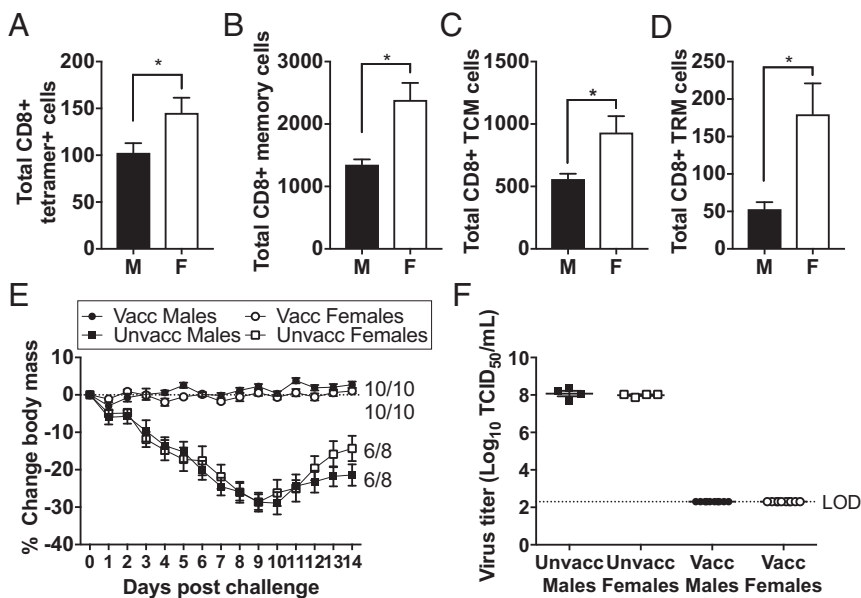 A
Total CD8+
tetramer+ cells
200
150
100
50
0
*
M
F
B
Total CD8+ memory cells
3000
2000
1000
0
*
M
F
C
Total CD8+ TCM cells
1500
1000
500
0
*
M
F
D
Total CD8+ TRM cells
250
200
150
100
50
0
*
M
F
E
Vacc Males
Vacc Females
Unvacc Males
Unvacc Females
% Change body mass
10
0
-10
-20
-30
-40
10/10
10/10
6/8
6/8
0 1 2 3 4 5 6 7 8 9 10 11 12 13 14
Days post challenge
F
Virus titer (Log10 TCID50/mL)
10
8
6
4
2
0
LOD
Unvacc Males
Unvacc Females
Vacc Males
Vacc Females